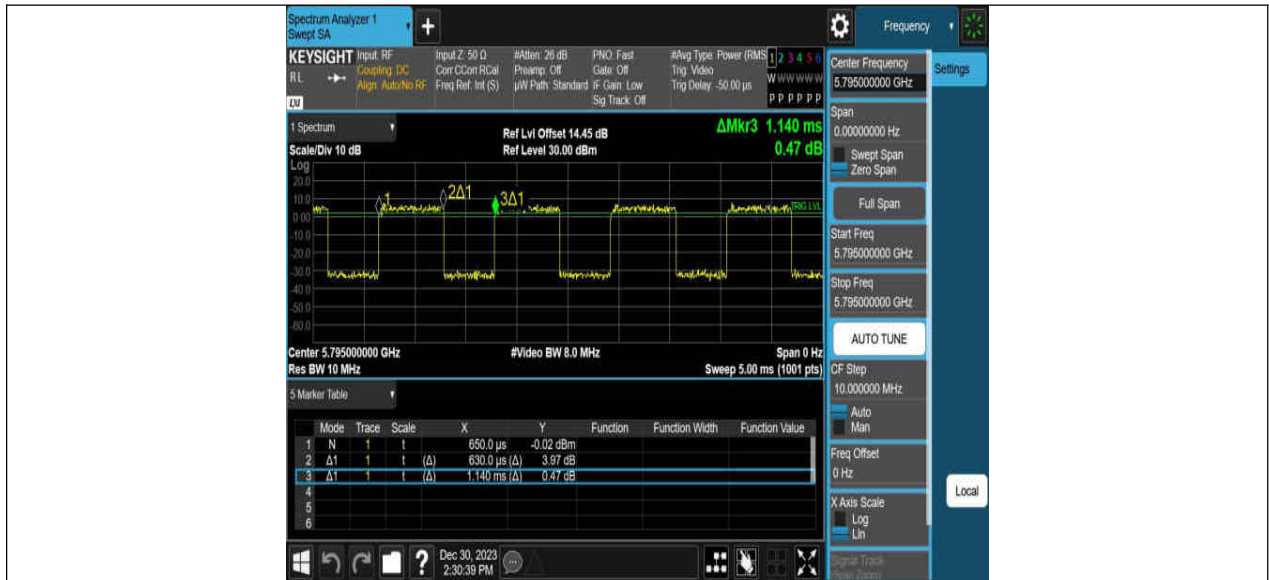 Spectrum Analyzer 1
Swept SA
+
Frequency
KEYSIGHT
RL
LXI
Input: RF
Coupling: DC
Align: Auto/No RF
Input Z: 50 Ω
Corr CCorr RCal
Freq Ref: Int (S)
#Atten: 26 dB
Preamp: Off
µW Path: Standard
PNO: Fast
Gate: Off
IF Gain: Low
Sig Track: Off
#Avg Type: Power (RMS
Trig: Video
Trig Delay: -50.00 µs
1 2 3 4 5 6
W W W W W W
P P P P P P
1 Spectrum
Scale/Div 10 dB
Ref Lvl Offset 14.45 dB
Ref Level 30.00 dBm
ΔMkr3 1.140 ms
0.47 dB
Log
20.0
10.0
0.00
-10.0
-20.0
-30.0
-40.0
-50.0
-60.0
1
2Δ1
3Δ1
TRIG LVL
Center 5.795000000 GHz
#Video BW 8.0 MHz
Span 0 Hz
Res BW 10 MHz
Sweep 5.00 ms (1001 pts)
5 Marker Table
Mode Trace Scale X Y Function Function Width Function Value
1 N 1 t 650.0 µs -0.02 dBm
2 Δ1 1 t (Δ) 630.0 µs (Δ) 3.97 dB
3 Δ1 1 t (Δ) 1.140 ms (Δ) 0.47 dB
4
5
6
?
Dec 30, 2023
2:30:39 PM
Center Frequency
5.795000000 GHz
Settings
Span
0.00000000 Hz
Swept Span
Zero Span
Full Span
Start Freq
5.795000000 GHz
Stop Freq
5.795000000 GHz
AUTO TUNE
CF Step
10.000000 MHz
Auto
Man
Freq Offset
0 Hz
X Axis Scale
Log
Lin
Local
Signal Track
(Span Zoom)